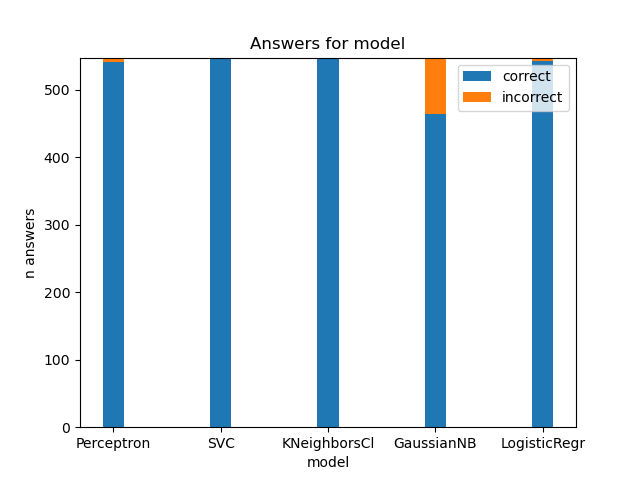 Answers for model
correct
incorrect
500
400
300
200
100
0
n answers
Perceptron SVC KNeighborsCl GaussianNB LogisticRegr
model